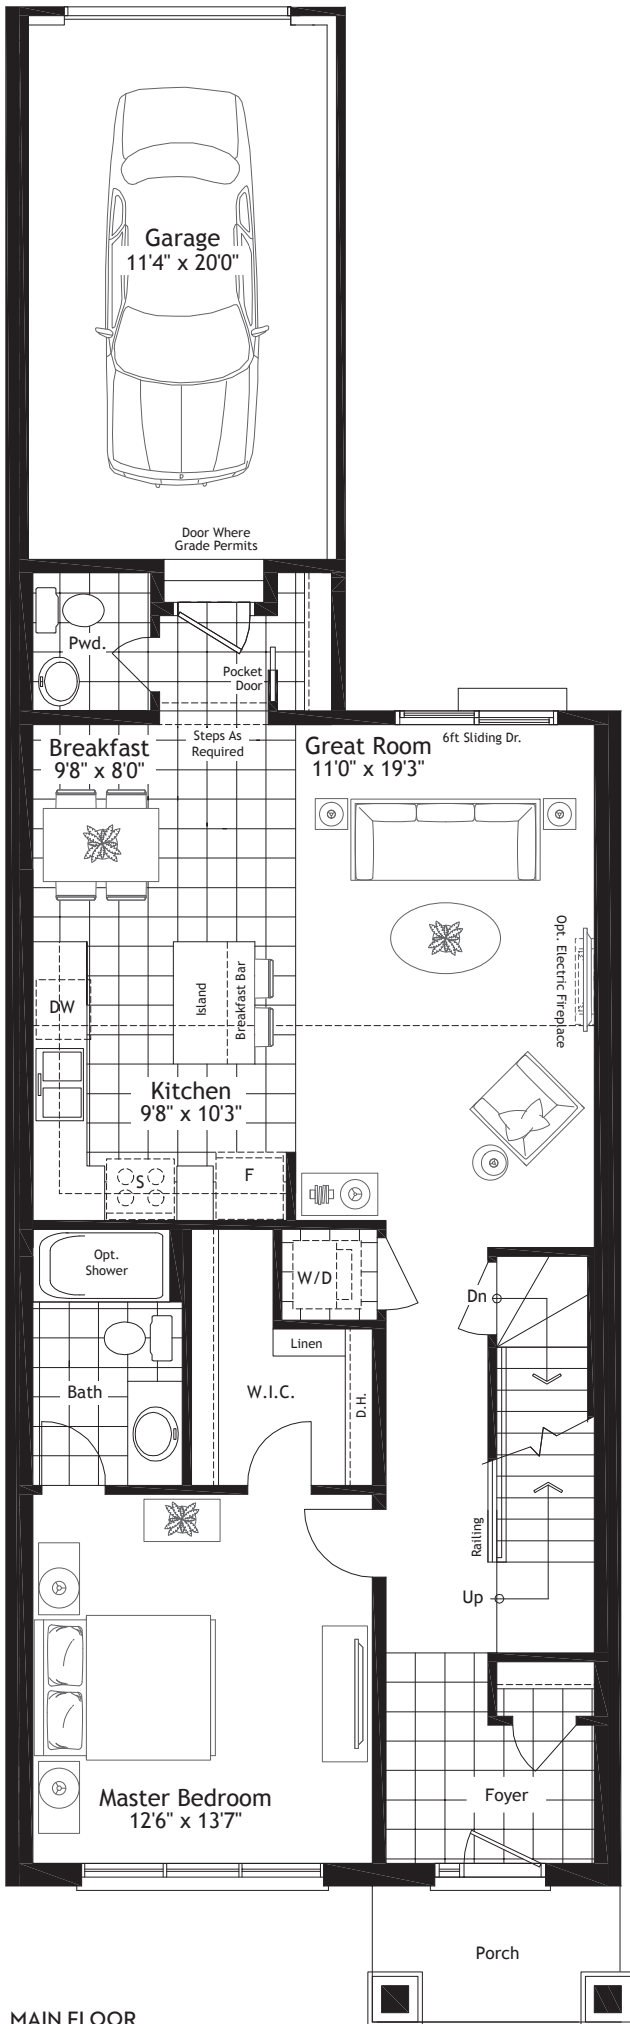 Garage
11'4" x 20'0"
Door Where
Grade Permits
Pwd.
Pocket
Door
Steps As
Required
Breakfast
9'8" x 8'0"
Great Room
11'0" x 19'3"
6ft Sliding Dr.
Opt. Electric Fireplace
DW
Island
Breakfast Bar
Kitchen
9'8" x 10'3"
S
F
Opt.
Shower
W/D
Dn
Linen
Bath
W.I.C.
D.H.
Railing
Up
Master Bedroom
12'6" x 13'7"
Foyer
Porch
MAIN FLOOR